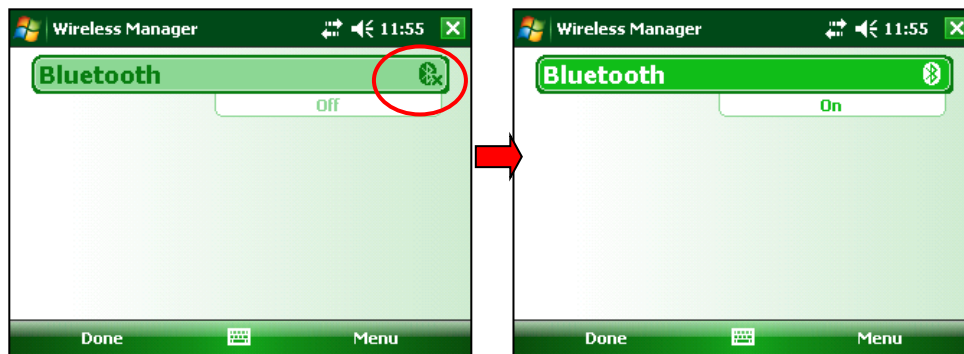 Wireless Manager 11:55
Bluetooth
Off
Done Menu
Wireless Manager 11:55
Bluetooth
On
Done Menu